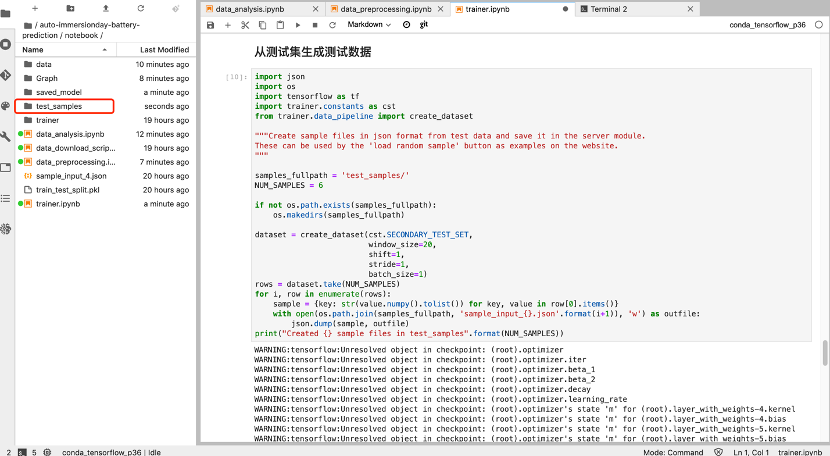 data_analysis.ipynb
data_preprocessing.ipynb
trainer.ipynb
Terminal 2
/ auto-immersionday-battery-
prediction / notebook /
Name
Last Modified
Markdown
git
conda_tensorflow_p36
data 10 minutes ago
Graph 8 minutes ago
saved_model a minute ago
test_samples seconds ago
trainer 19 hours ago
data_analysis.ipynb 12 minutes ago
data_download_scrip... 19 hours ago
data_preprocessing.i... 7 minutes ago
sample_input_4.json 20 hours ago
train_test_split.pkl 20 hours ago
trainer.ipynb a minute ago
从测试集生成测试数据
[18]:
import json
import os
import tensorflow as tf
import trainer.constants as cst
from trainer.data_pipeline import create_dataset
"""Create sample files in json format from test data and save it in the server module.
These can be used by the 'load random sample' button as examples on the website.
"""
samples_fullpath = 'test_samples/'
NUM_SAMPLES = 6
if not os.path.exists(samples_fullpath):
os.makedirs(samples_fullpath)
dataset = create_dataset(cst.SECONDARY_TEST_SET,
window_size=20,
shift=1,
stride=1,
batch_size=1)
rows = dataset.take(NUM_SAMPLES)
for i, row in enumerate(rows):
sample = {key: str(value.numpy().tolist()) for key, value in row[0].items()}
with open(os.path.join(samples_fullpath, 'sample_input_{}.json'.format(i+1)), 'w') as outfile:
json.dump(sample, outfile)
print("Created {} sample files in test_samples".format(NUM_SAMPLES))
WARNING:tensorflow:Unresolved object in checkpoint: (root).optimizer
WARNING:tensorflow:Unresolved object in checkpoint: (root).optimizer.iter
WARNING:tensorflow:Unresolved object in checkpoint: (root).optimizer.beta_1
WARNING:tensorflow:Unresolved object in checkpoint: (root).optimizer.beta_2
WARNING:tensorflow:Unresolved object in checkpoint: (root).optimizer.decay
WARNING:tensorflow:Unresolved object in checkpoint: (root).optimizer.learning_rate
WARNING:tensorflow:Unresolved object in checkpoint: (root).optimizer's state 'm' for (root).layer_with_weights-4.kernel
WARNING:tensorflow:Unresolved object in checkpoint: (root).optimizer's state 'm' for (root).layer_with_weights-4.bias
WARNING:tensorflow:Unresolved object in checkpoint: (root).optimizer's state 'm' for (root).layer_with_weights-5.kernel
WARNING:tensorflow:Unresolved object in checkpoint: (root).optimizer's state 'm' for (root).layer_with_weights-5.bias
2 5 conda_tensorflow_p36 | Idle
Mode: Command Ln 1, Col 1 trainer.ipynb